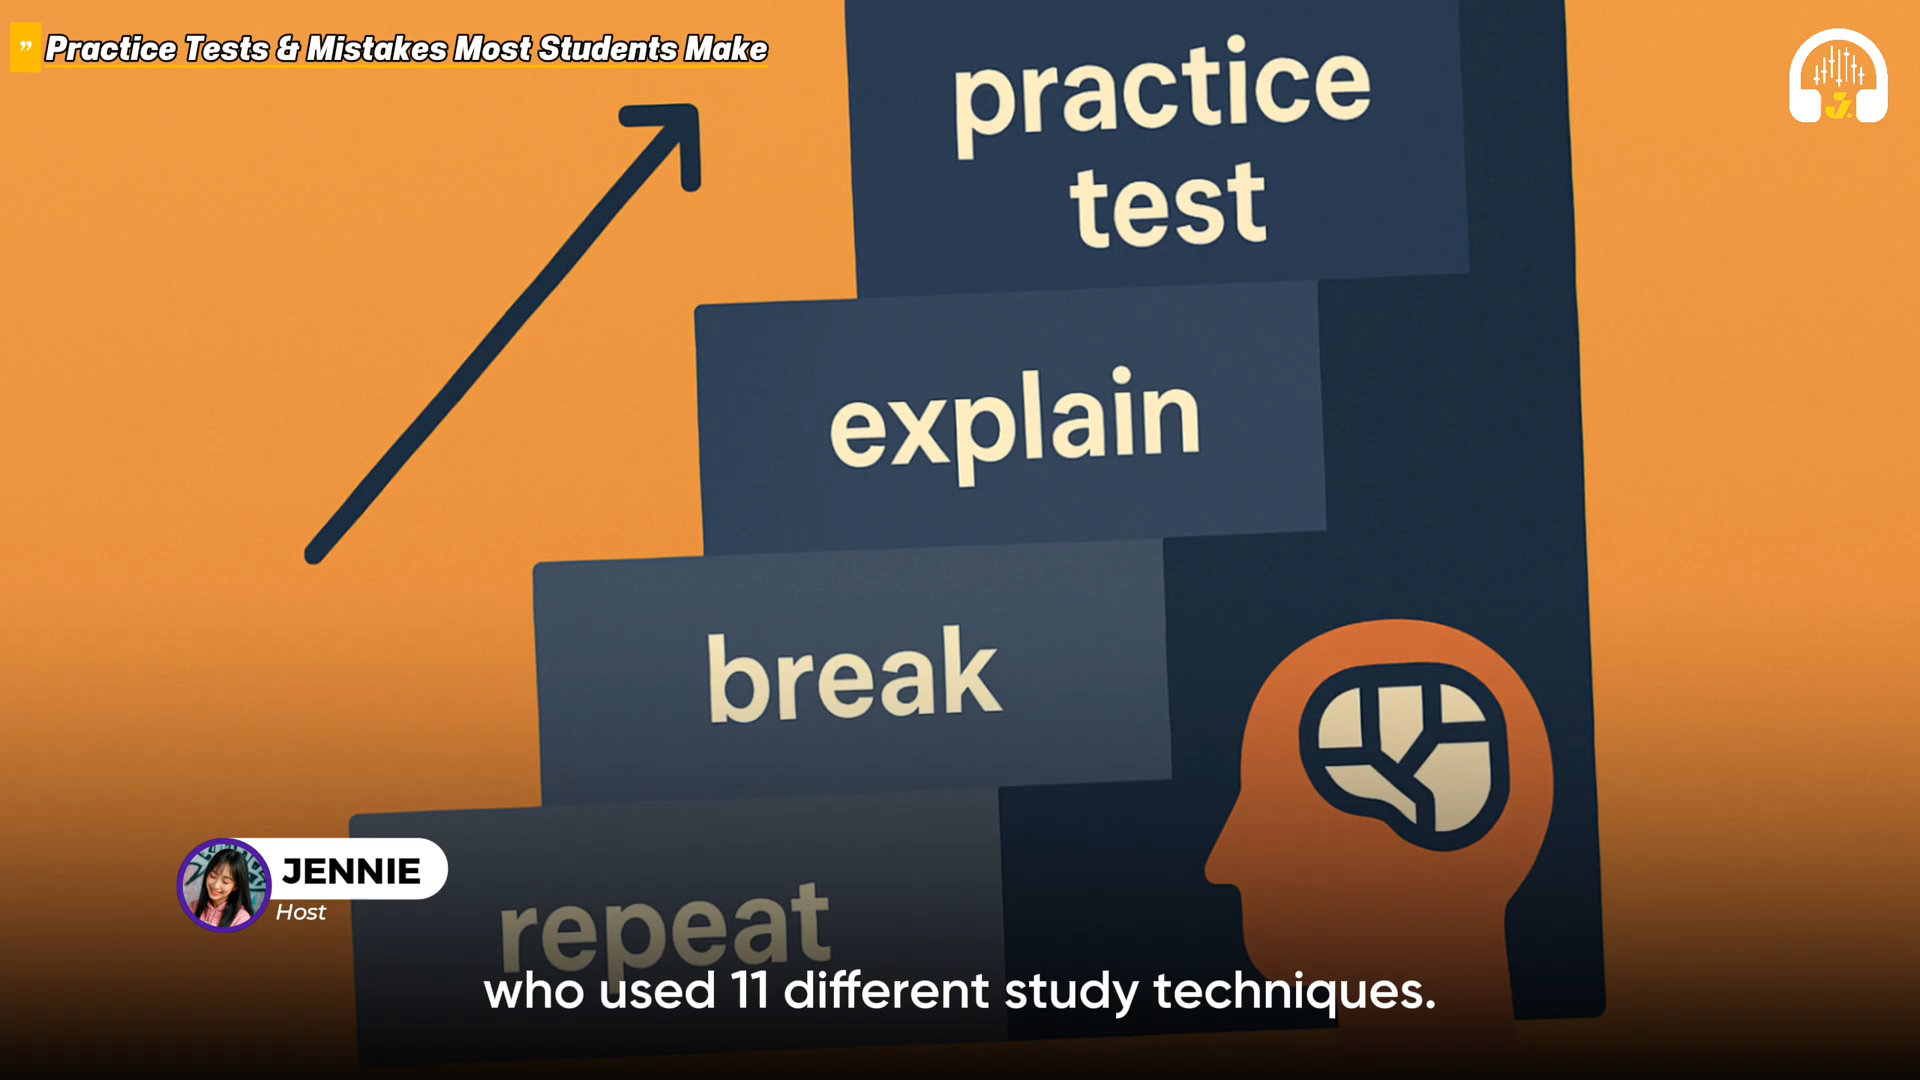 " Practice Tests & Mistakes Most Students Make
practice
test
explain
break
repeat
JENNIE
Host
who used 11 different study techniques.